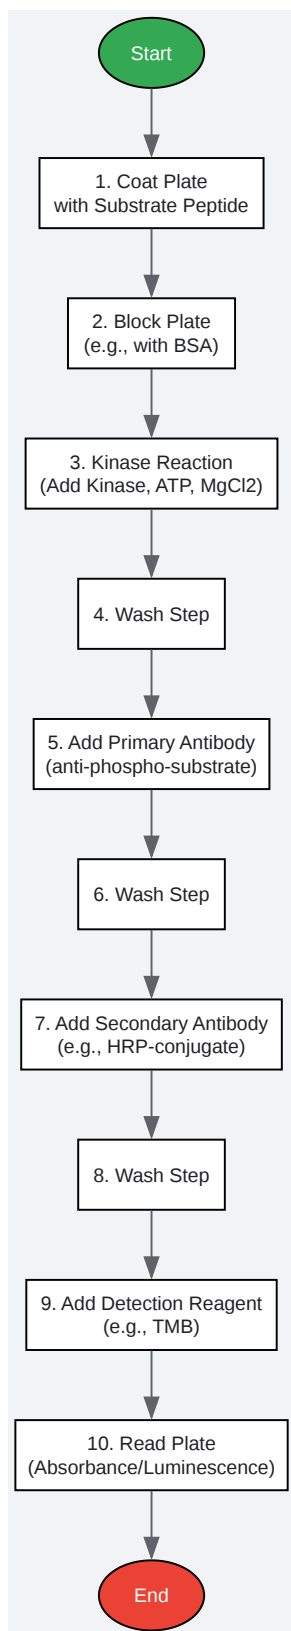 Start
1. Coat Plate
with Substrate Peptide
2. Block Plate
(e.g., with BSA)
3. Kinase Reaction
(Add Kinase, ATP, MgCl2)
4. Wash Step
5. Add Primary Antibody
(anti-phospho-substrate)
6. Wash Step
7. Add Secondary Antibody
(e.g., HRP-conjugate)
8. Wash Step
9. Add Detection Reagent
(e.g., TMB)
10. Read Plate
(Absorbance/Luminescence)
End